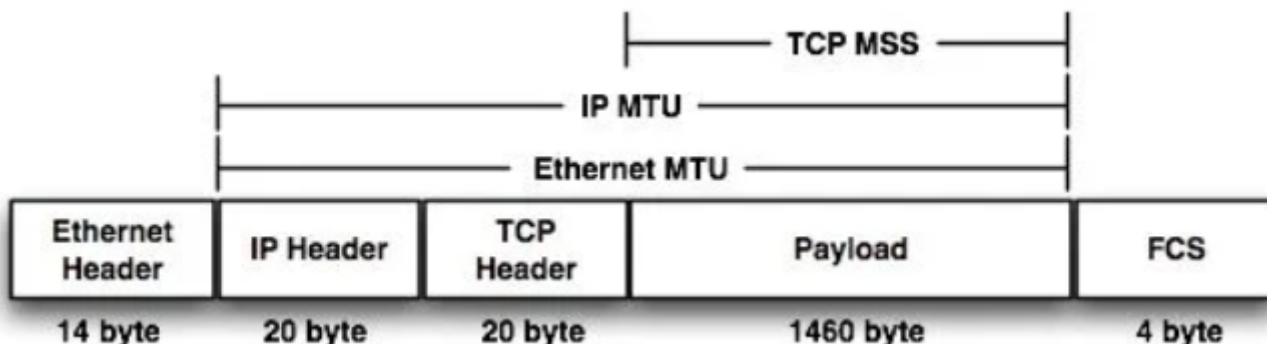 TCP MSS
IP MTU
Ethernet MTU
Ethernet
Header
IP Header
TCP
Header
Payload
FCS
14 byte
20 byte
20 byte
1460 byte
4 byte